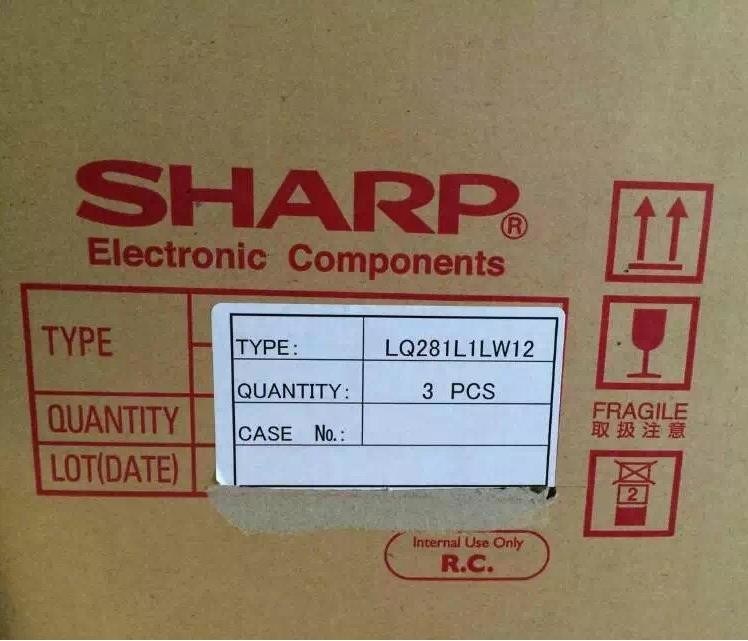 SHARP®
Electronic Components
TYPE
QUANTITY
LOT(DATE)
TYPE: LQ281L1LW12
QUANTITY: 3 PCS
CASE No.:
FRAGILE
取扱注意
2
Internal Use Only
R.C.